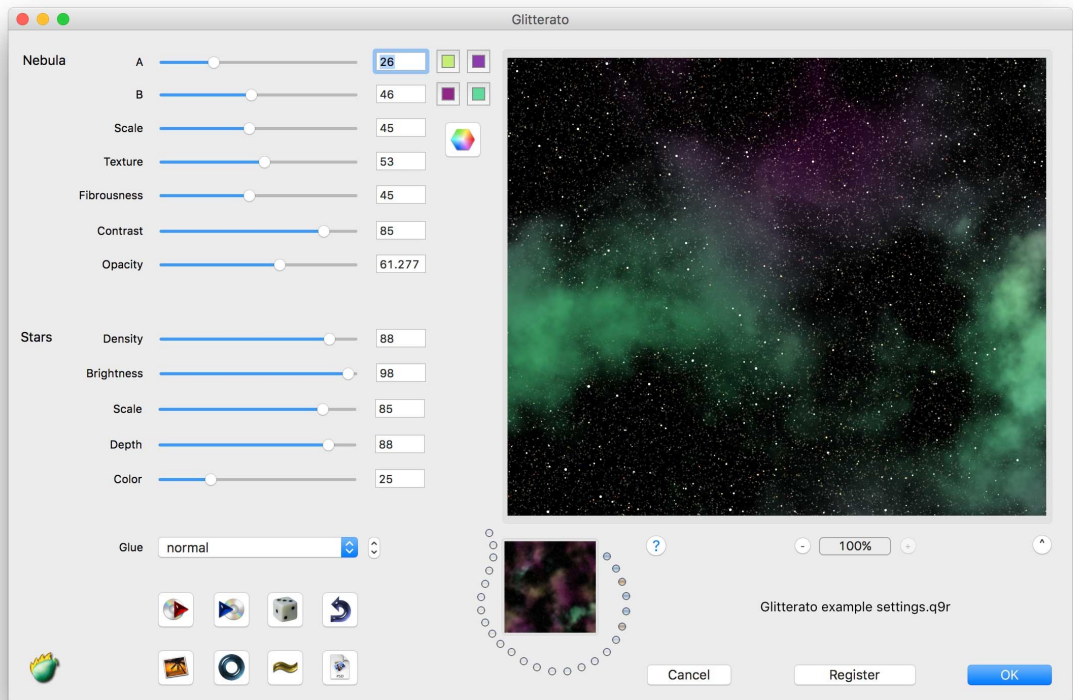 Glitterato
Nebula
A 26
B 46
Scale 45
Texture 53
Fibrousness 45
Contrast 85
Opacity 61.277
Stars
Density 88
Brightness 98
Scale 85
Depth 88
Color 25
Glue normal
?
- 100% +
^
Glitterato example settings.q9r
PSD
Cancel Register OK